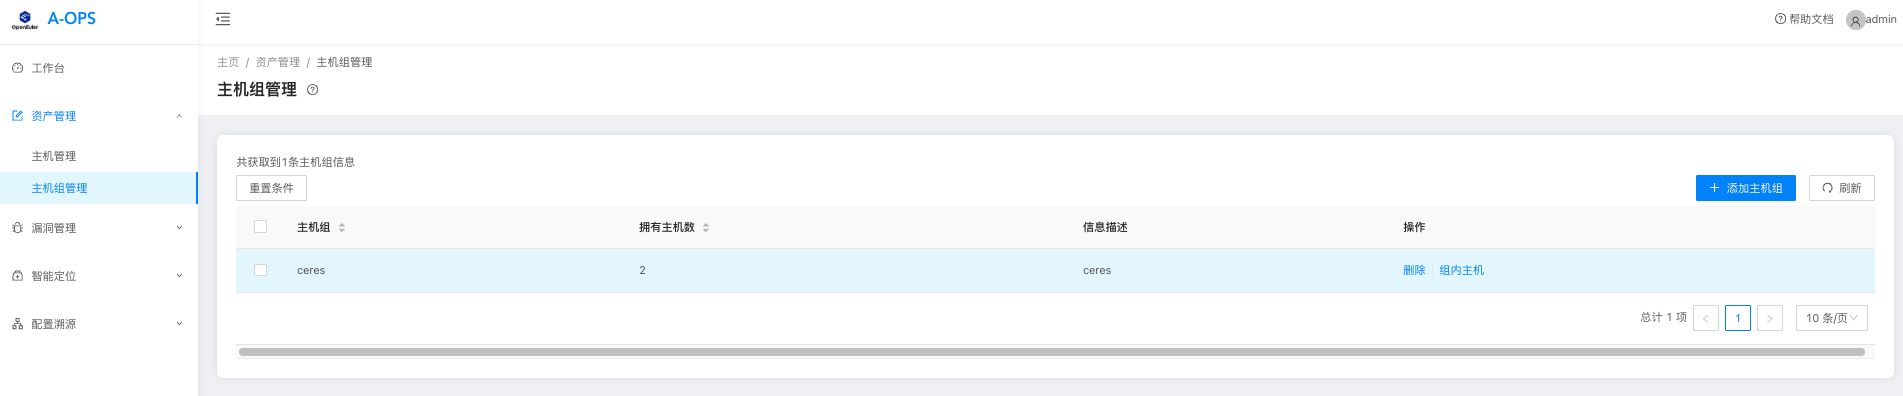 OpenEuler
A-OPS
帮助文档 admin
工作台
资产管理
主机管理
主机组管理
漏洞管理
智能定位
配置溯源
主页 / 资产管理 / 主机组管理
主机组管理
共获取到1条主机组信息
重置条件
添加主机组 刷新
主机组 拥有主机数 信息描述 操作
ceres 2 ceres 删除 组内主机
总计 1 项 1 10 条/页